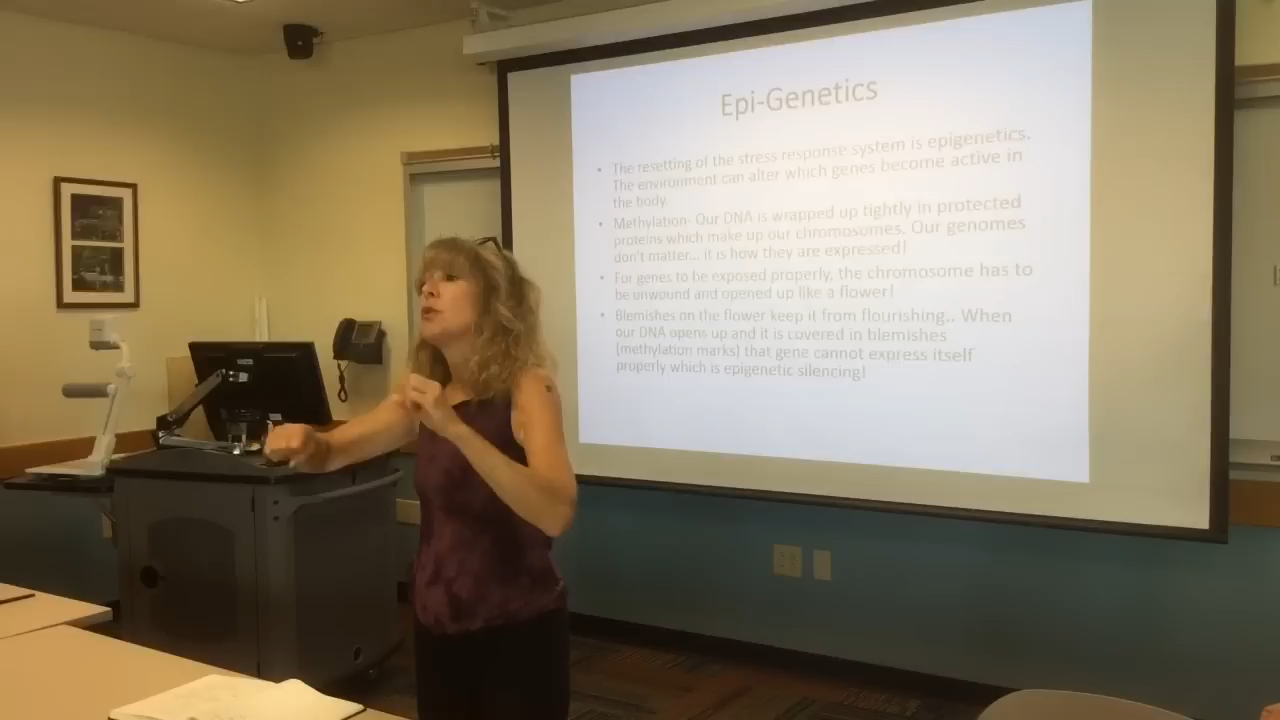 Epi-Genetics
• The resetting of the stress response system is epigenetics.
The environment can alter which genes become active in
the body.
• Methylation- Our DNA is wrapped up tightly in protected
proteins which make up our chromosomes. Our genomes
don't matter... it is how they are expressed!
• For genes to be exposed properly, the chromosome has to
be unwound and opened up like a flower!
• Blemishes on the flower keep it from flourishing.. When
our DNA opens up and it is covered in blemishes
(methylation marks) that gene cannot express itself
properly which is epigenetic silencing!